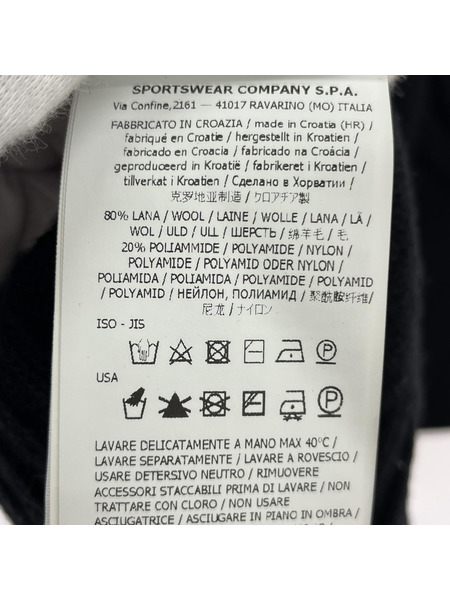 SPORTSWEAR COMPANY S.P.A.
Via Confine,2161 — 41017 RAVARINO (MO) ITALIA
FABBRICATO IN CROAZIA / made in Croatia (HR) /
fabriqué en Croatie / hergestellt in Kroatien /
fabricado en Croacia / fabricado na Croácia /
geproduceerd in Kroatië / fabrikeret i Kroatien /
tillverkat i Kroatien / Сделано в Хорватии /
克罗地亚制造 / クロアチア製
80% LANA / WOOL / LAINE / WOLLE / LANA / LÃ /
WOL / ULD / ULL / ШЕРСТЬ / 绵羊毛 / 毛
20% POLIAMMIDE / POLYAMIDE / NYLON /
POLYAMIDE / POLYAMID ODER NYLON /
POLIAMIDA / POLIAMIDA / POLYAMIDE / POLYAMID
/ POLYAMID / НЕЙЛОН, ПОЛИАМИД / 聚酰胺纤维/
尼龙 / ナイロン
ISO - JIS
USA
LAVARE DELICATAMENTE A MANO MAX 40°C /
LAVARE SEPARATAMENTE / LAVARE A ROVESCIO /
USARE DETERSIVO NEUTRO / RIMUOVERE
ACCESSORI STACCABILI PRIMA DI LAVARE / NON
TRATTARE CON CLORO / NON USARE
ASCIUGATRICE / ASCIUGARE IN PIANO IN OMBRA /